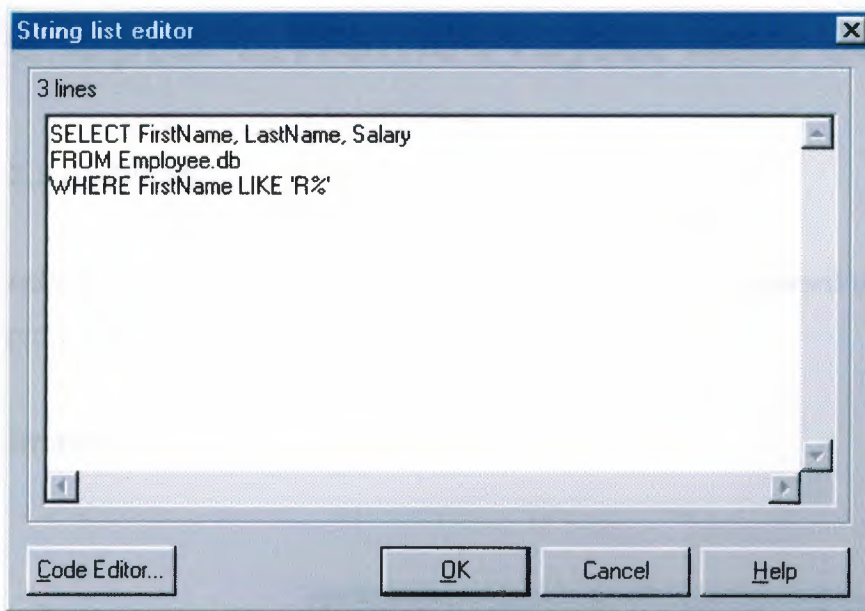 String list editor
3 lines
SELECT FirstName, LastName, Salary
FROM Employee.db
WHERE FirstName LIKE 'R%'
Code Editor...
OK
Cancel
Help